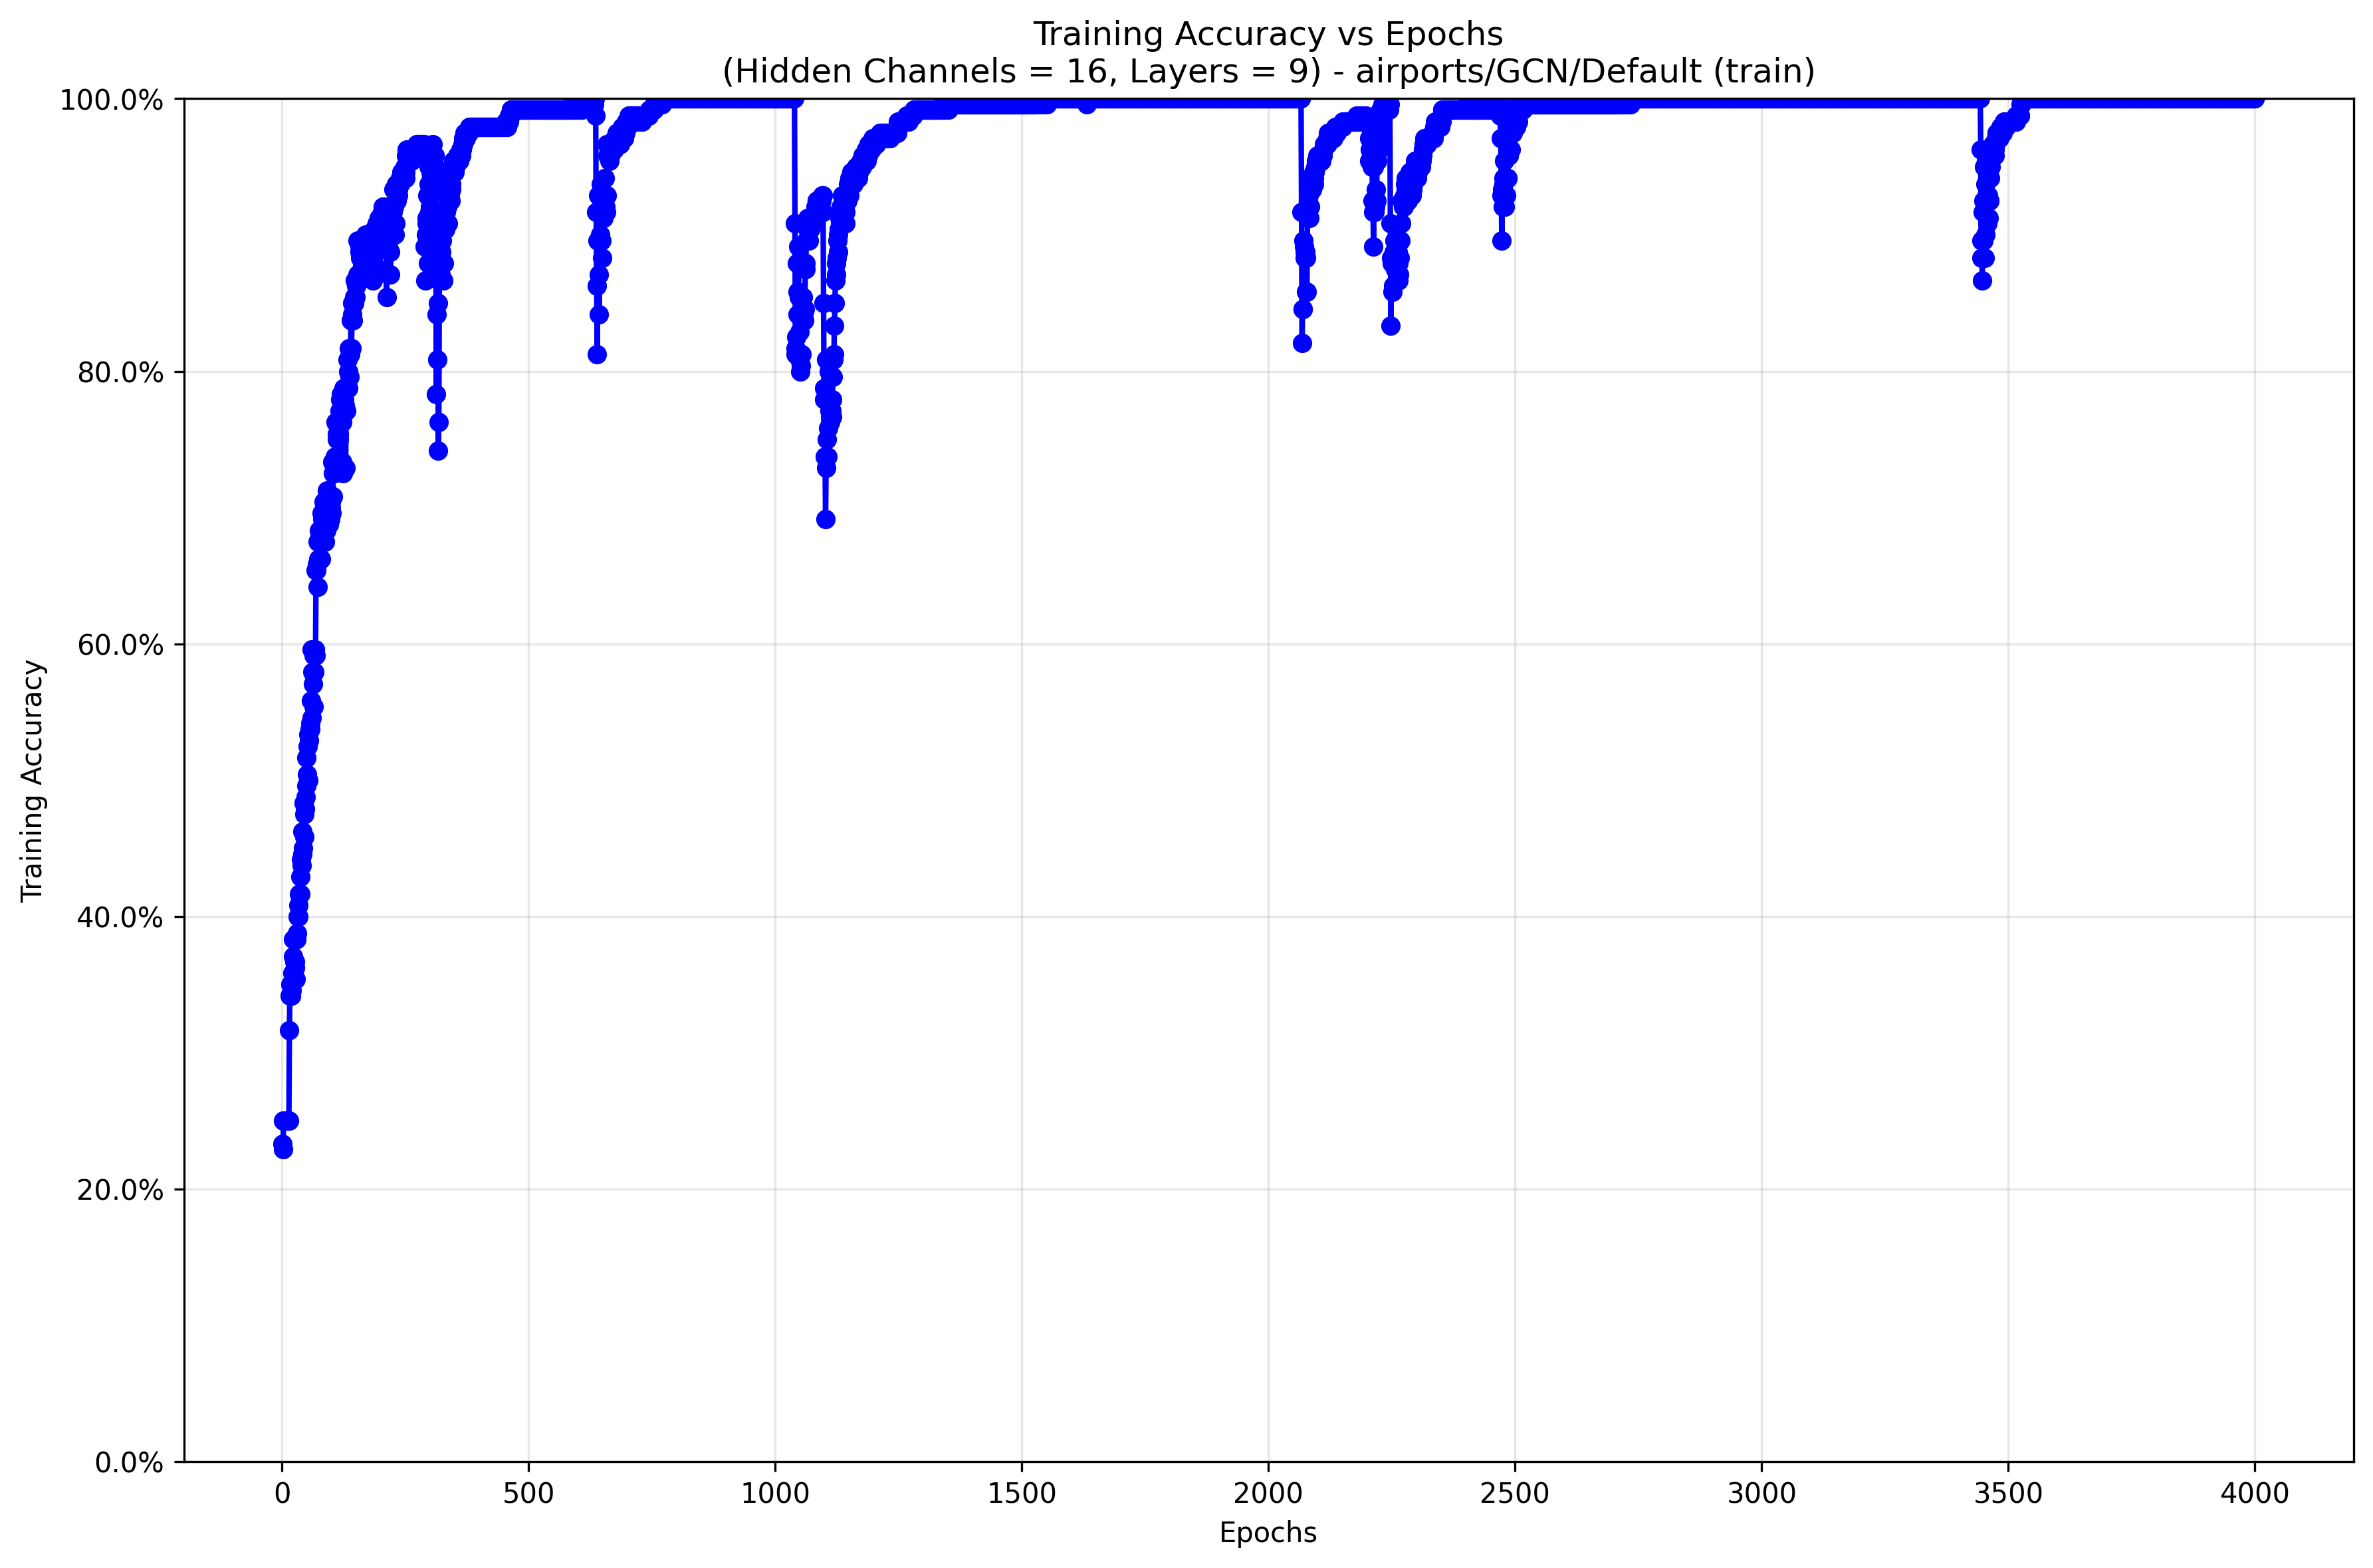 Training Accuracy vs Epochs
(Hidden Channels = 16, Layers = 9) - airports/GCN/Default (train)
100.0%
80.0%
60.0%
40.0%
20.0%
0.0%
Training Accuracy
0 500 1000 1500 2000 2500 3000 3500 4000
Epochs